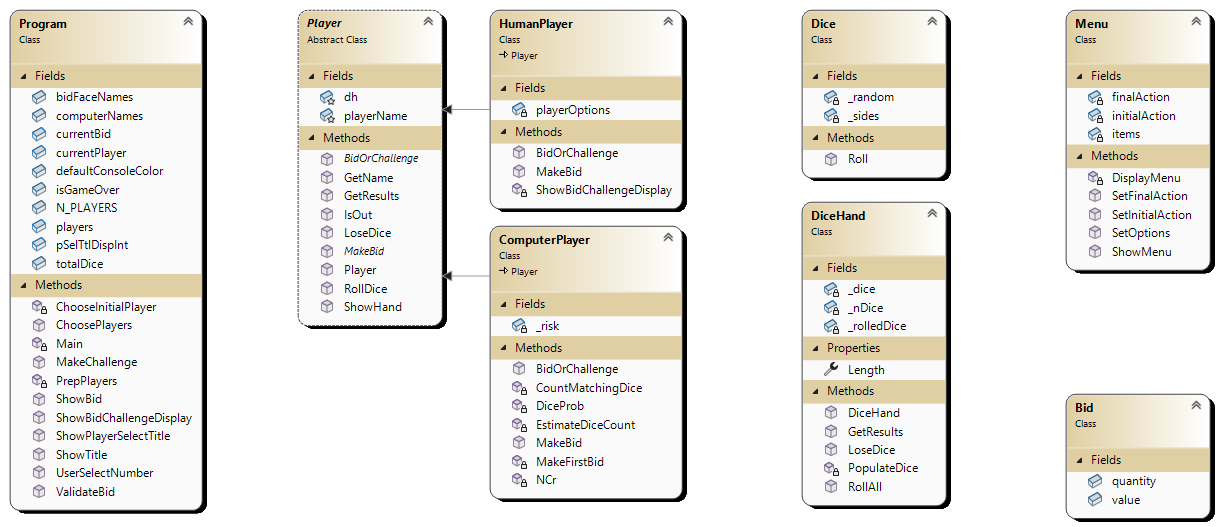 Program
Class
Fields
bidFaceNames
computerNames
currentBid
currentPlayer
defaultConsoleColor
isGameOver
N_PLAYERS
players
pSelTtlDispInt
totalDice
Methods
ChooseInitialPlayer
ChoosePlayers
Main
MakeChallenge
PrepPlayers
ShowBid
ShowBidChallengeDisplay
ShowPlayerSelectTitle
ShowTitle
UserSelectNumber
ValidateBid
Player
Abstract Class
Fields
dh
playerName
Methods
BidOrChallenge
GetName
GetResults
IsOut
LoseDice
MakeBid
Player
RollDice
ShowHand
HumanPlayer
Class
Player
Fields
playerOptions
Methods
BidOrChallenge
MakeBid
ShowBidChallengeDisplay
ComputerPlayer
Class
Player
Fields
_risk
Methods
BidOrChallenge
CountMatchingDice
DiceProb
EstimateDiceCount
MakeBid
MakeFirstBid
NCr
Dice
Class
Fields
_random
_sides
Methods
Roll
DiceHand
Class
Fields
_dice
_nDice
_rolledDice
Properties
Length
Methods
DiceHand
GetResults
LoseDice
PopulateDice
RollAll
Menu
Class
Fields
finalAction
initialAction
items
Methods
DisplayMenu
SetFinalAction
SetInitialAction
SetOptions
ShowMenu
Bid
Class
Fields
quantity
value